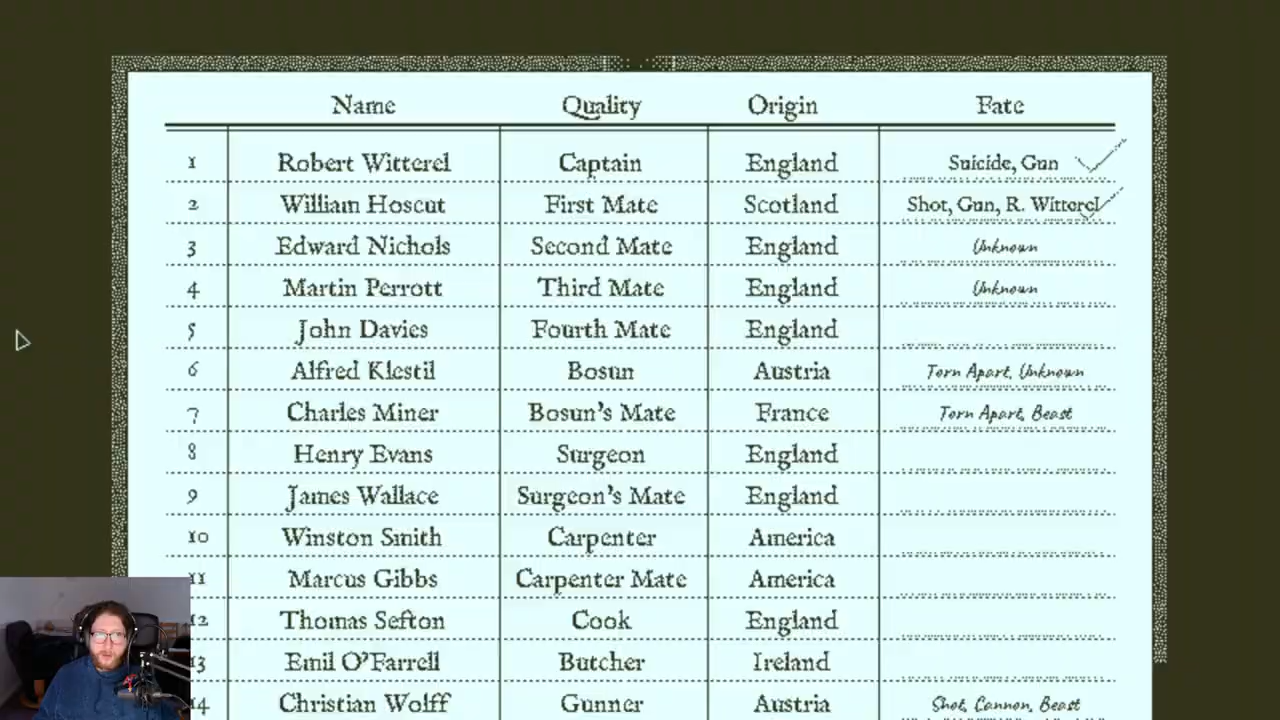 Name Quality Origin Fate
1 Robert Witterel Captain England Suicide, Gun
2 William Hoscut First Mate Scotland Shot, Gun, R. Witterel
3 Edward Nichols Second Mate England Unknown
4 Martin Perrott Third Mate England Unknown
5 John Davies Fourth Mate England
6 Alfred Klestil Bosun Austria Torn Apart, Unknown
7 Charles Miner Bosun's Mate France Torn Apart, Beast
8 Henry Evans Surgeon England
9 James Wallace Surgeon's Mate England
10 Winston Smith Carpenter America
11 Marcus Gibbs Carpenter Mate America
12 Thomas Sefton Cook England
13 Emil O'Farrell Butcher Ireland
14 Christian Wolff Gunner Austria Shot, Cannon, Beast